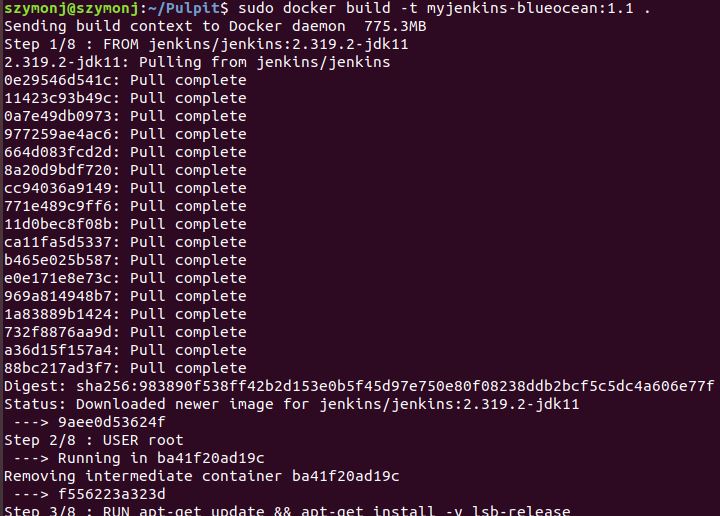 szymonj@szymonj:~/Pulpit$ sudo docker build -t myjenkins-blueocean:1.1 .
Sending build context to Docker daemon  775.3MB
Step 1/8 : FROM jenkins/jenkins:2.319.2-jdk11
2.319.2-jdk11: Pulling from jenkins/jenkins
0e29546d541c: Pull complete
11423c93b49c: Pull complete
0a7e49db0973: Pull complete
977259ae4ac6: Pull complete
664d083fcd2d: Pull complete
8a20d9bdf720: Pull complete
cc94036a9149: Pull complete
771e489c9ff6: Pull complete
11d0bec8f08b: Pull complete
ca11fa5d5337: Pull complete
b465e025b587: Pull complete
e0e171e8e73c: Pull complete
969a814948b7: Pull complete
1a83889b1424: Pull complete
732f8876aa9d: Pull complete
a36d15f157a4: Pull complete
88bc217ad3f7: Pull complete
Digest: sha256:983890f538ff42b2d153e0b5f45d97e750e80f08238ddb2bcf5c5dc4a606e77f
Status: Downloaded newer image for jenkins/jenkins:2.319.2-jdk11
 ---> 9aee0d53624f
Step 2/8 : USER root
 ---> Running in ba41f20ad19c
Removing intermediate container ba41f20ad19c
 ---> f556223a323d
Step 3/8 : RUN apt-get update && apt-get install -y lsb-release